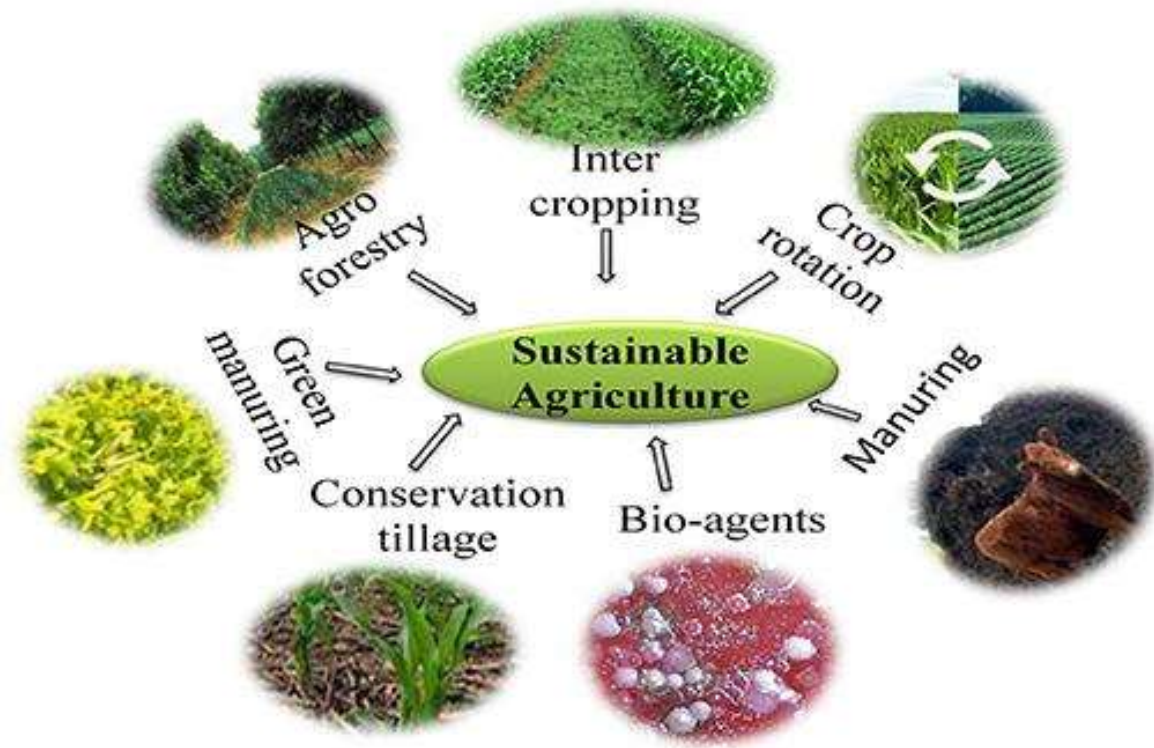 Inter
cropping
Agro
forestry
Crop
rotation
Sustainable
Agriculture
Green
manuring
Manuring
Conservation
tillage
Bio-agents